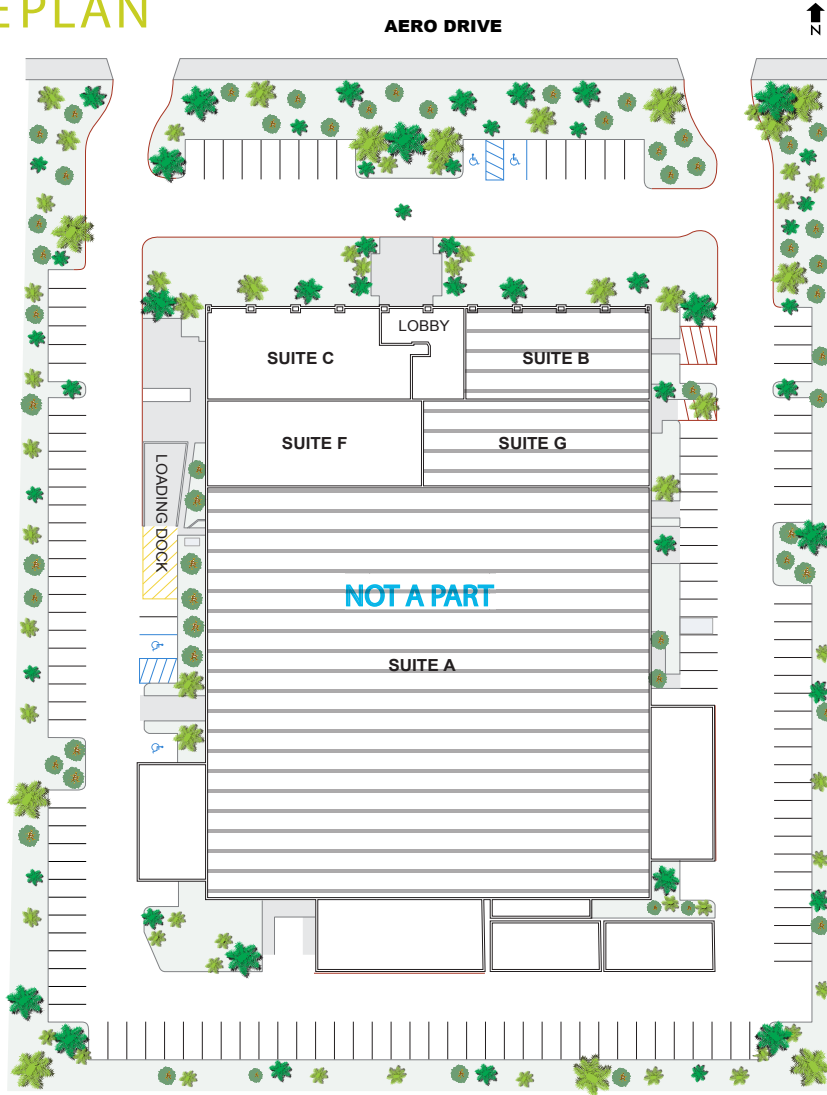 EPLAN
AERO DRIVE
N
LOBBY
SUITE C
SUITE B
SUITE F
SUITE G
LOADING DOCK
NOT A PART
SUITE A